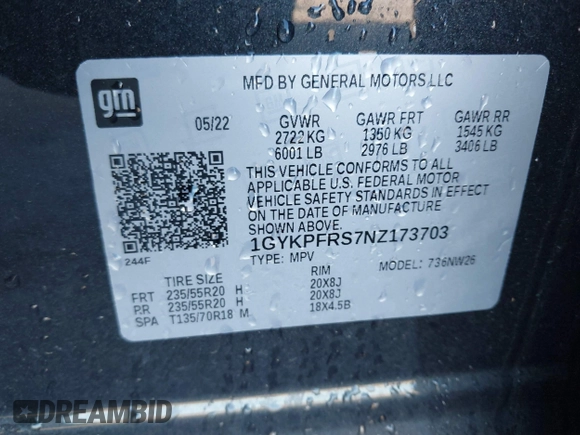 gm
MFD BY GENERAL MOTORS LLC
05/22 GVWR GAWR FRT GAWR RR
2722 KG 1350 KG 1545 KG
6001 LB 2976 LB 3406 LB
THIS VEHICLE CONFORMS TO ALL
APPLICABLE U.S. FEDERAL MOTOR
VEHICLE SAFETY STANDARDS IN EFFECT
ON THE DATE OF MANUFACTURE
SHOWN ABOVE.
1GYKPFRS7NZ173703
TYPE: MPV MODEL: 736NW26
244F
TIRE SIZE RIM
FRT 235/55R20 H 20X8J
RR 235/55R20 H 20X8J
SPA T135/70R18 M 18X4.5B
DREAMBID